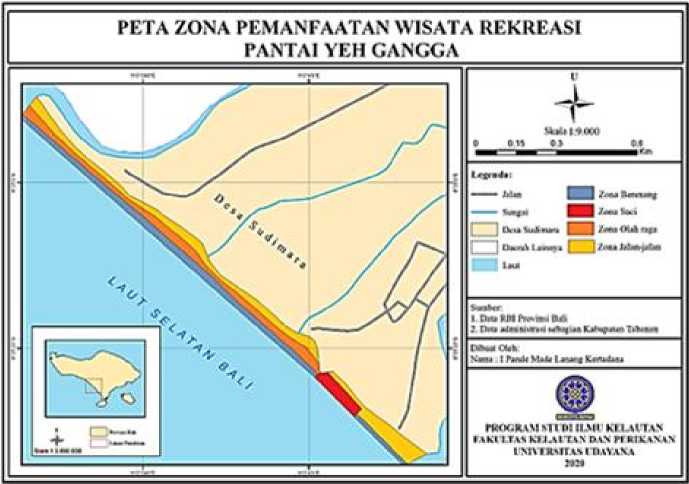 PETA ZONA PEMANFAATAN WISATA REKREASI
PANTAI YEH GANGGA
Desa Sudimara
LAUT SELATAN BALI
U
Skala 1:9.000
0 0.15 0.3 0.6
Km
Legenda:
Jalan
Sungai
Desa Sudimara
Daerah Lainnya
Laut
Zona Berenang
Zona Suci
Zona Olah raga
Zona Jalan-jalan
Sumber:
1. Data RBI Provinsi Bali
2. Data administrasi sebagian Kabupaten Tabanan
Dibuat Oleh:
Nama : I Pande Made Lanang Kertadana
PROGRAM STUDI ILMU KELAUTAN
FAKULTAS KELAUTAN DAN PERIKANAN
UNIVERSITAS UDAYANA
2020